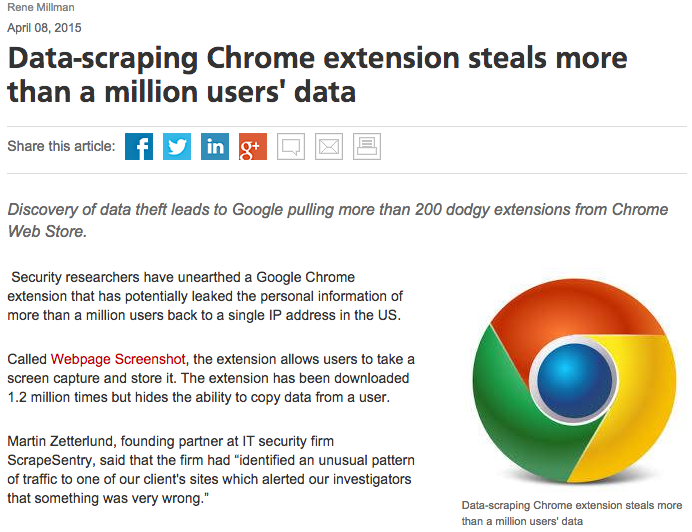 Rene Millman
April 08, 2015
Data-scraping Chrome extension steals more
than a million users' data
Share this article:
f
in
g+
Discovery of data theft leads to Google pulling more than 200 dodgy extensions from Chrome
Web Store.
Security researchers have unearthed a Google Chrome
extension that has potentially leaked the personal information of
more than a million users back to a single IP address in the US.
Called Webpage Screenshot, the extension allows users to take a
screen capture and store it. The extension has been downloaded
1.2 million times but hides the ability to copy data from a user.
Martin Zetterlund, founding partner at IT security firm
ScrapeSentry, said that the firm had “identified an unusual pattern
of traffic to one of our client's sites which alerted our investigators
that something was very wrong."
Data-scraping Chrome extension steals more
than a million users' data